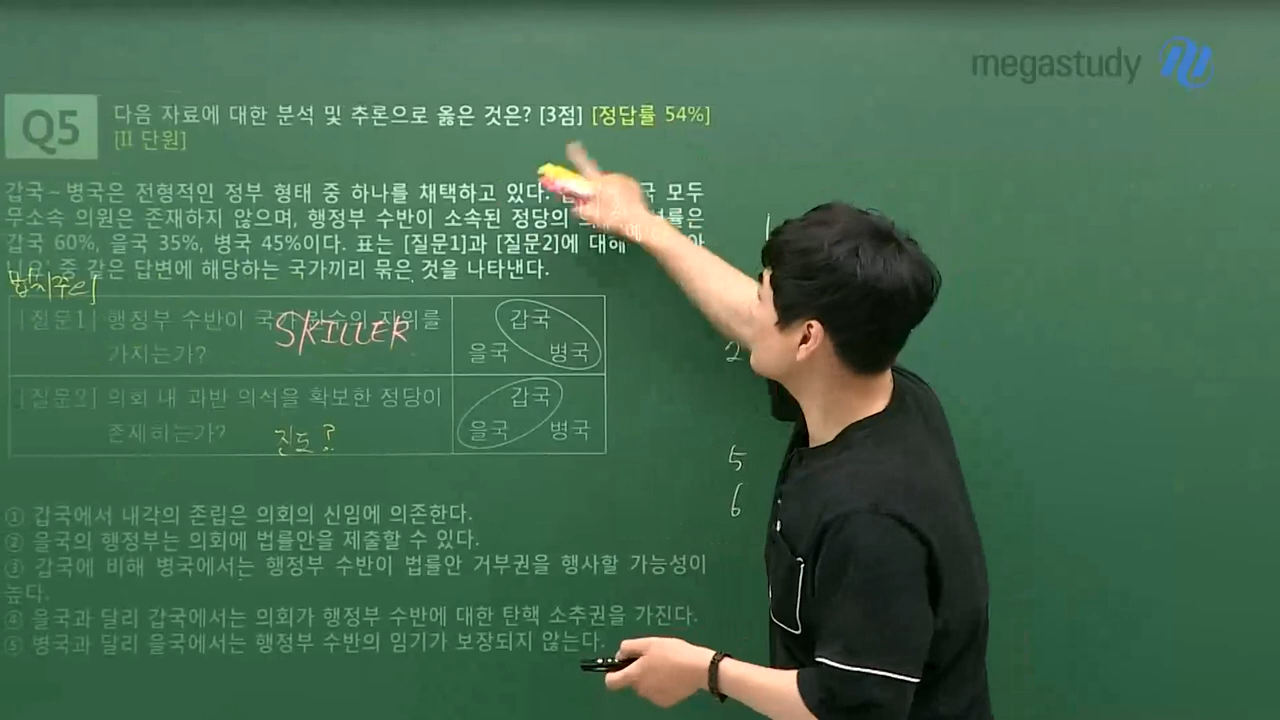 megastudy
Q5
다음 자료에 대한 분석 및 추론으로 옳은 것은? [3점] [정답률 54%]
[II 단원]
갑국~병국은 전형적인 정부 형태 중 하나를 채택하고 있다. 모두
무소속 의원은 존재하지 않으며, 행정부 수반이 소속된 정당의
갑국 60%, 을국 35%, 병국 45%이다. 표는 [질문1]과 [질문2]에 대해
중 같은 답변에 해당하는 국가끼리 묶은 것을 나타낸다.
법치주의
[질문1] 행정부 수반이 지위를
가지는가?
SKILLER
갑국
을국 병국
[질문2] 의회 내 과반 의석을 확보한 정당이
존재하는가?
진도?
갑국
을국 병국
① 갑국에서 내각의 존립은 의회의 신임에 의존한다.
② 을국의 행정부는 의회에 법률안을 제출할 수 있다.
③ 갑국에 비해 병국에서는 행정부 수반이 법률안 거부권을 행사할 가능성이
높다.
④ 을국과 달리 갑국에서는 의회가 행정부 수반에 대한 탄핵 소추권을 가진다.
⑤ 병국과 달리 을국에서는 행정부 수반의 임기가 보장되지 않는다.
1
2
5
6